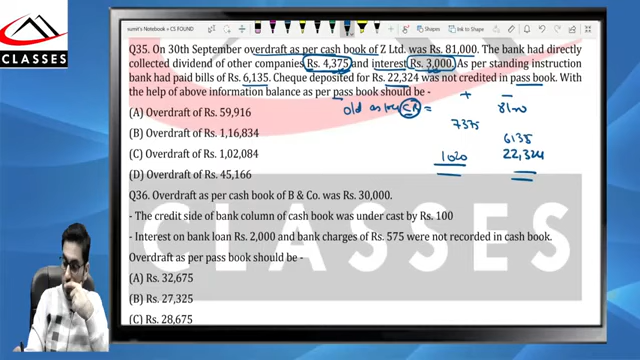 sumit's Notebook » CS FOUND
Shapes
CLASSES
Q35. On 30th September overdraft as per cash book of Z Ltd. was Rs. 81,000. The bank had directly
collected dividend of other companies Rs. 4,375 and interest Rs. 3,000. As per standing instruction
bank had paid bills of Rs. 6,135. Cheque deposited for Rs. 22,324 was not credited in pass book. With
the help of above information balance as per pass book should be -
+ -
(A) Overdraft of Rs. 59,916
7375
(B) Overdraft of Rs. 1,16,834
6135
(C) Overdraft of Rs. 1,02,084
22,324
(D) Overdraft of Rs. 45,166
Q36. Overdraft as per cash book of B & Co. was Rs. 30,000.
- The credit side of bank column of cash book was under cast by Rs. 100
- Interest on bank loan Rs. 2,000 and bank charges of Rs. 575 were not recorded in cash book.
Overdraft as per pass book should be -
(A) Rs. 32,675
(B) Rs. 27,325
(C) Rs. 28,675
CLASSES